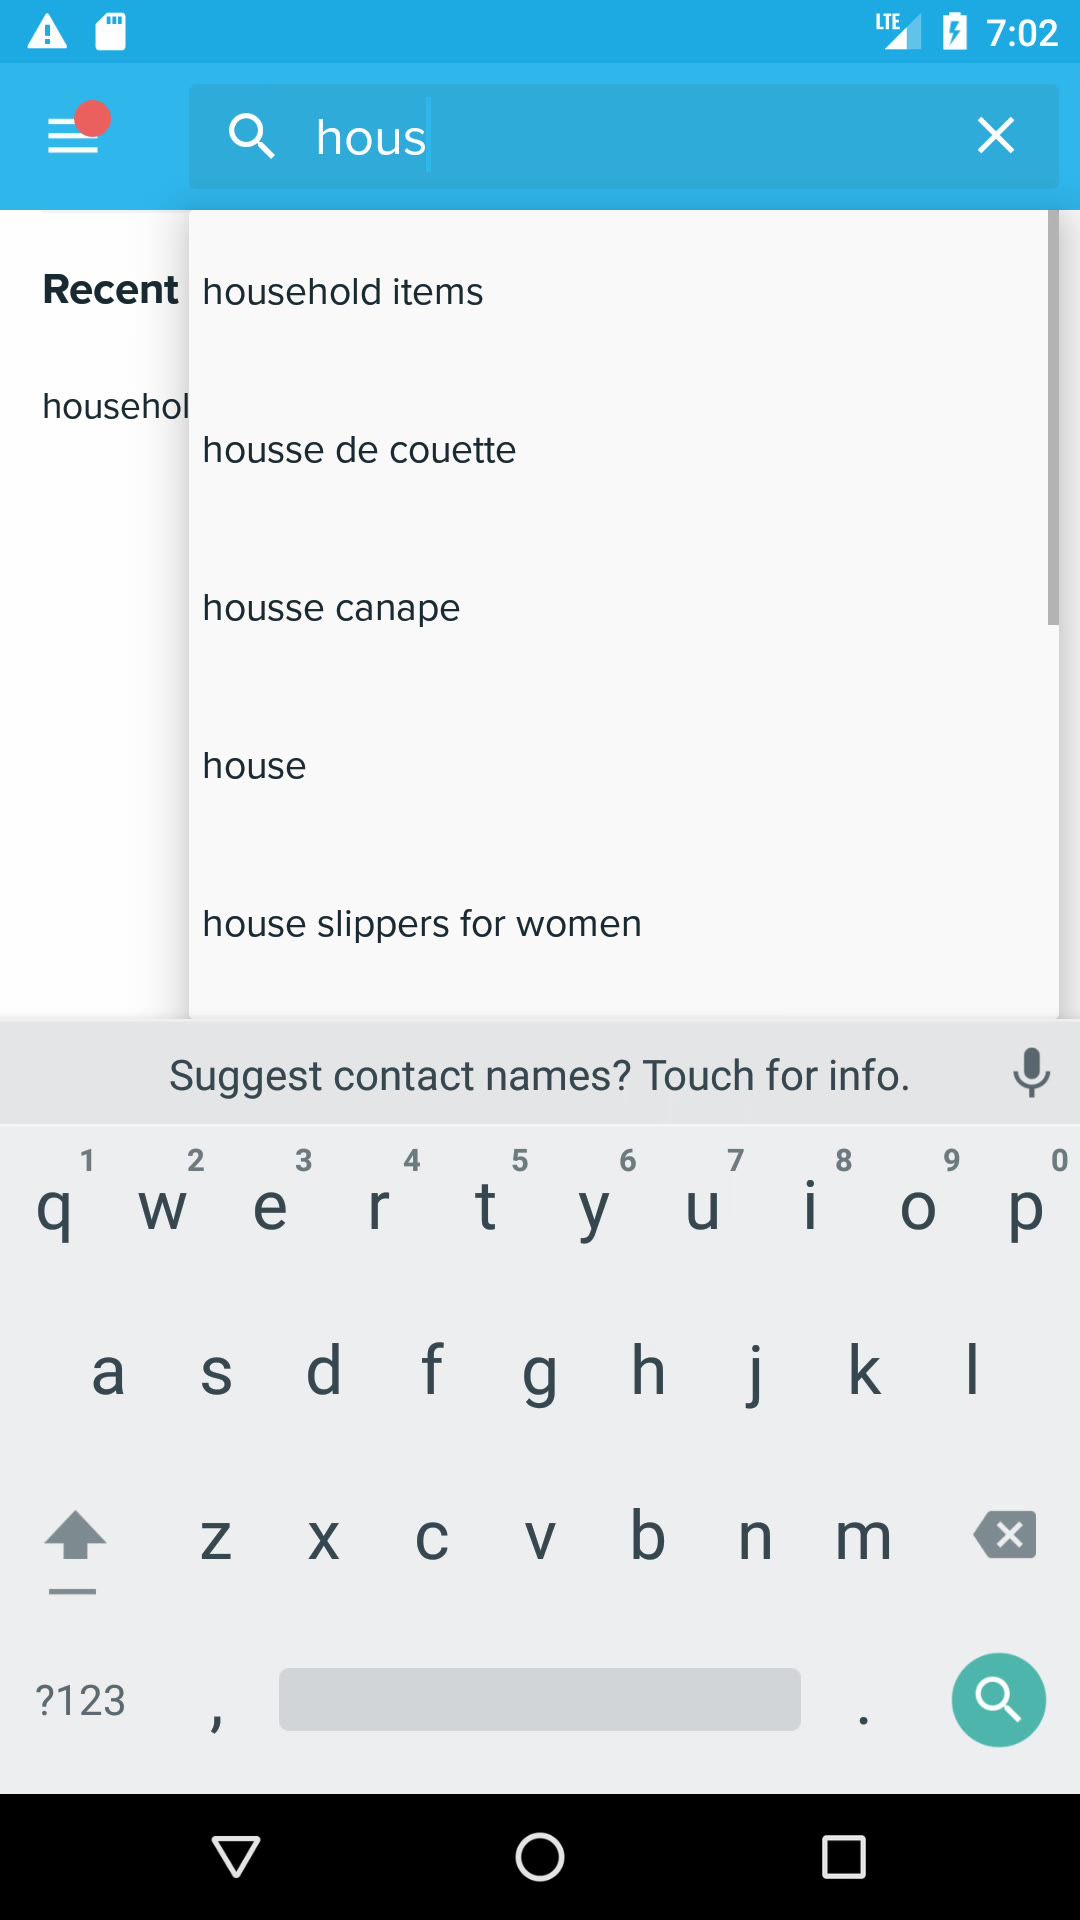 LTE 7:02
hous
Recent
household items
househol
housse de couette
housse canape
house
house slippers for women
Suggest contact names? Touch for info.
1 2 3 4 5 6 7 8 9 0
q w e r t y u i o p
a s d f g h j k l
z x c v b n m
?123 , .